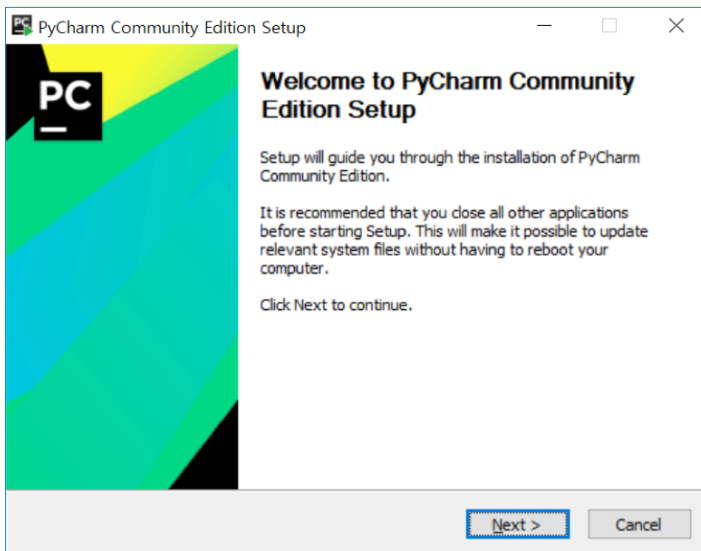 PyCharm Community Edition Setup
PC
Welcome to PyCharm Community
Edition Setup
Setup will guide you through the installation of PyCharm
Community Edition.
It is recommended that you close all other applications
before starting Setup. This will make it possible to update
relevant system files without having to reboot your
computer.
Click Next to continue.
Next >
Cancel